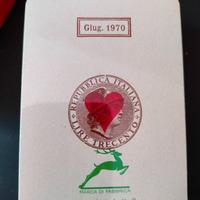 Giug. 1970
REPUBBLICA ITALIANA
LIRE TRECENTO
MARCA DI FABBRICA